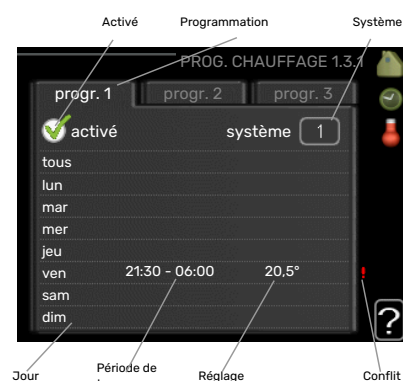 Activé Programmation Système
PROG. CHAUFFAGE 1.3.1
progr. 1 progr. 2 progr. 3
activé système 1
tous
lun
mar
mer
jeu
ven 21:30 - 06:00 20,5°
sam
dim
?
Jour Période de Réglage Conflit